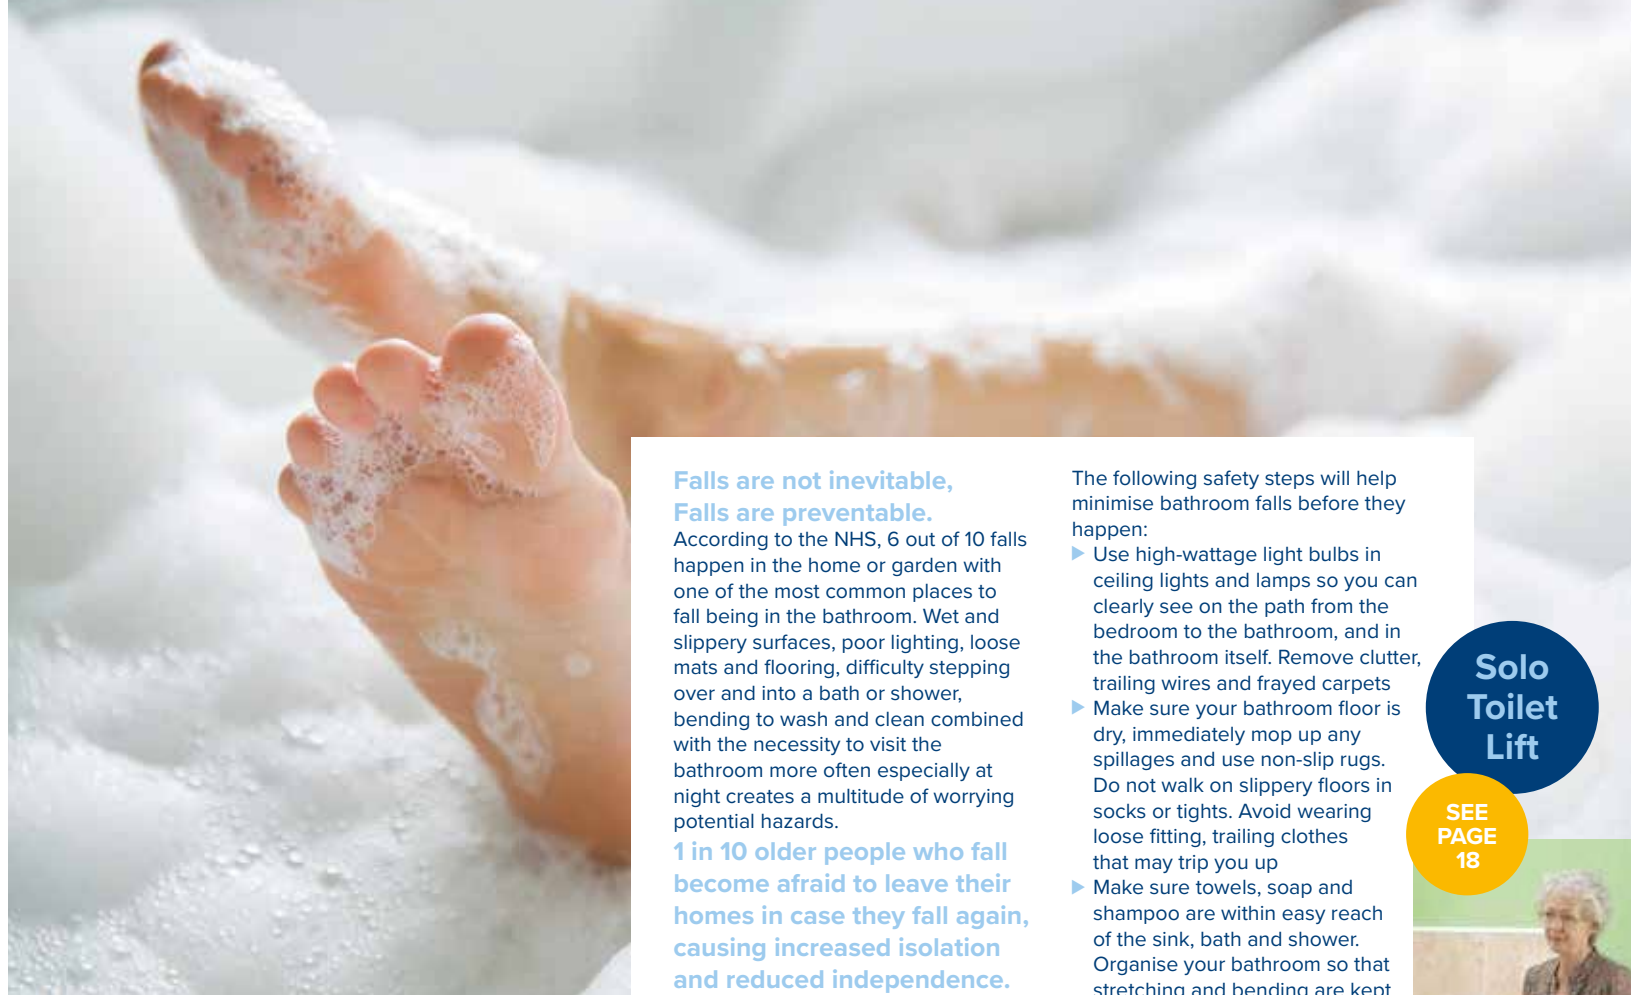 Falls are not inevitable,
Falls are preventable.
According to the NHS, 6 out of 10 falls
happen in the home or garden with
one of the most common places to
fall being in the bathroom. Wet and
slippery surfaces, poor lighting, loose
mats and flooring, difficulty stepping
over and into a bath or shower,
bending to wash and clean combined
with the necessity to visit the
bathroom more often especially at
night creates a multitude of worrying
potential hazards.
1 in 10 older people who fall
become afraid to leave their
homes in case they fall again,
causing increased isolation
and reduced independence.
The following safety steps will help
minimise bathroom falls before they
happen:
Use high-wattage light bulbs in
ceiling lights and lamps so you can
clearly see on the path from the
bedroom to the bathroom, and in
the bathroom itself. Remove clutter,
trailing wires and frayed carpets
Make sure your bathroom floor is
dry, immediately mop up any
spillages and use non-slip rugs.
Do not walk on slippery floors in
socks or tights. Avoid wearing
loose fitting, trailing clothes
that may trip you up
Make sure towels, soap and
shampoo are within easy reach
of the sink, bath and shower.
Organise your bathroom so that
stretching and bending are kept
Solo
Toilet
Lift
SEE
PAGE
18